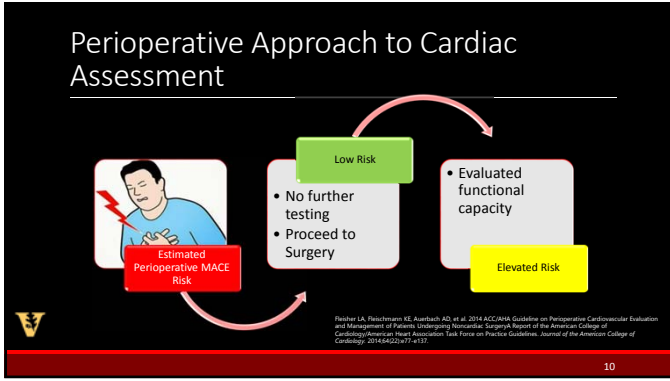 Perioperative Approach to Cardiac
Assessment
Estimated
Perioperative MACE
Risk
Low Risk
• No further
testing
• Proceed to
Surgery
• Evaluated
functional
capacity
Elevated Risk
Fleisher LA, Fleischmann KE, Auerbach AD, et al. 2014 ACC/AHA Guideline on Perioperative Cardiovascular Evaluation
and Management of Patients Undergoing Noncardiac SurgeryA Report of the American College of
Cardiology/American Heart Association Task Force on Practice Guidelines. Journal of the American College of
Cardiology. 2014;64(22):e77-e137.
10